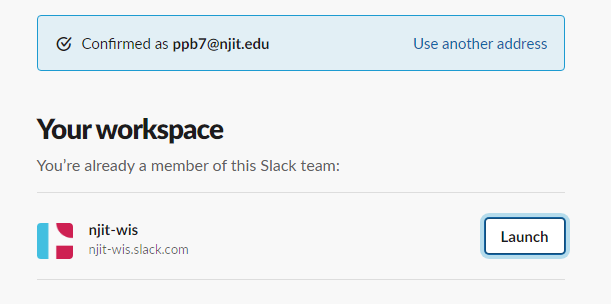 Confirmed as ppb7@njit.edu Use another address
Your workspace
You're already a member of this Slack team:
njit-wis
njit-wis.slack.com
Launch